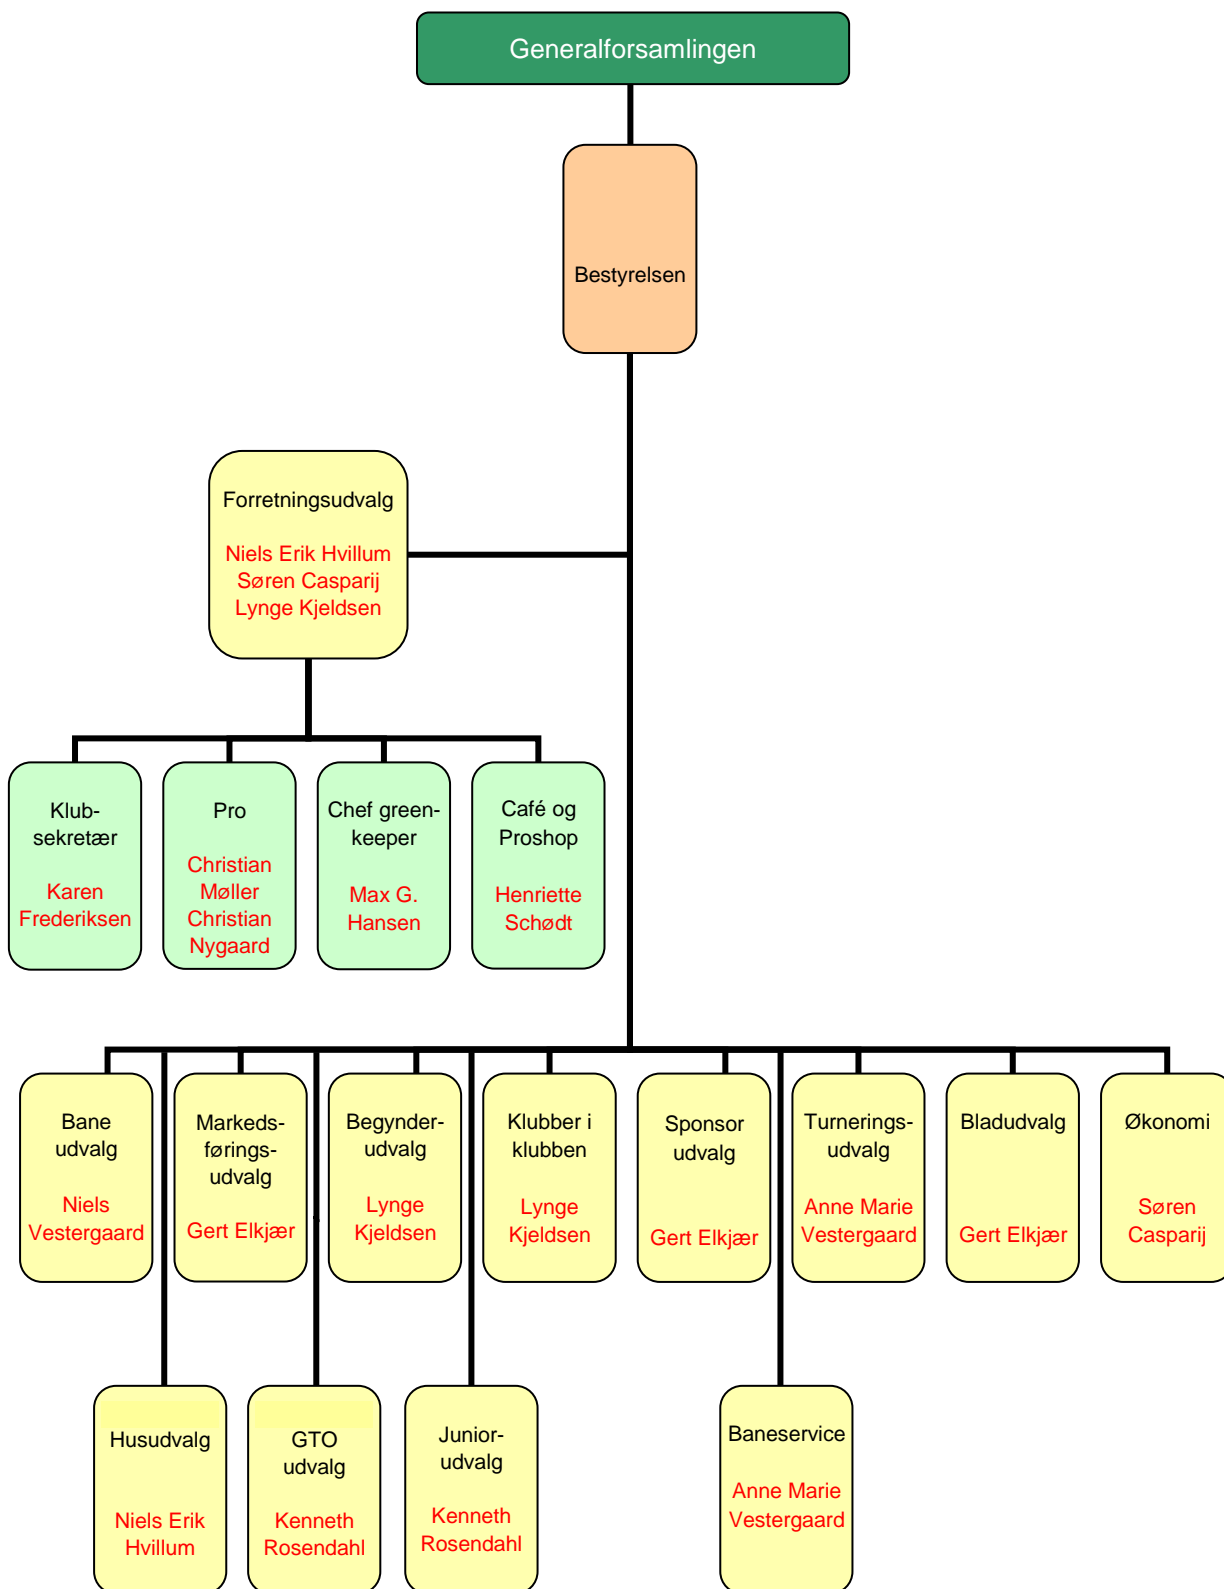 Generalforsamlingen
Bestyrelsen
Forretningsudvalg
Niels Erik Hvillum
Søren Casparij
Lynge Kjeldsen
Klub-
sekretær
Karen
Frederiksen
Pro
Christian
Møller
Christian
Nygaard
Chef green-
keeper
Max G.
Hansen
Café og
Proshop
Henriette
Schødt
Bane
udvalg
Niels
Vestergaard
Markeds-
førings-
udvalg
Gert Elkjær
Begynder-
udvalg
Lynge
Kjeldsen
Klubber i
klubben
Lynge
Kjeldsen
Sponsor
udvalg
Gert Elkjær
Turnerings-
udvalg
Anne Marie
Vestergaard
Bladudvalg
Gert Elkjær
Økonomi
Søren
Casparij
Husudvalg
Niels Erik
Hvillum
GTO
udvalg
Kenneth
Rosendahl
Junior-
udvalg
Kenneth
Rosendahl
Baneservice
Anne Marie
Vestergaard